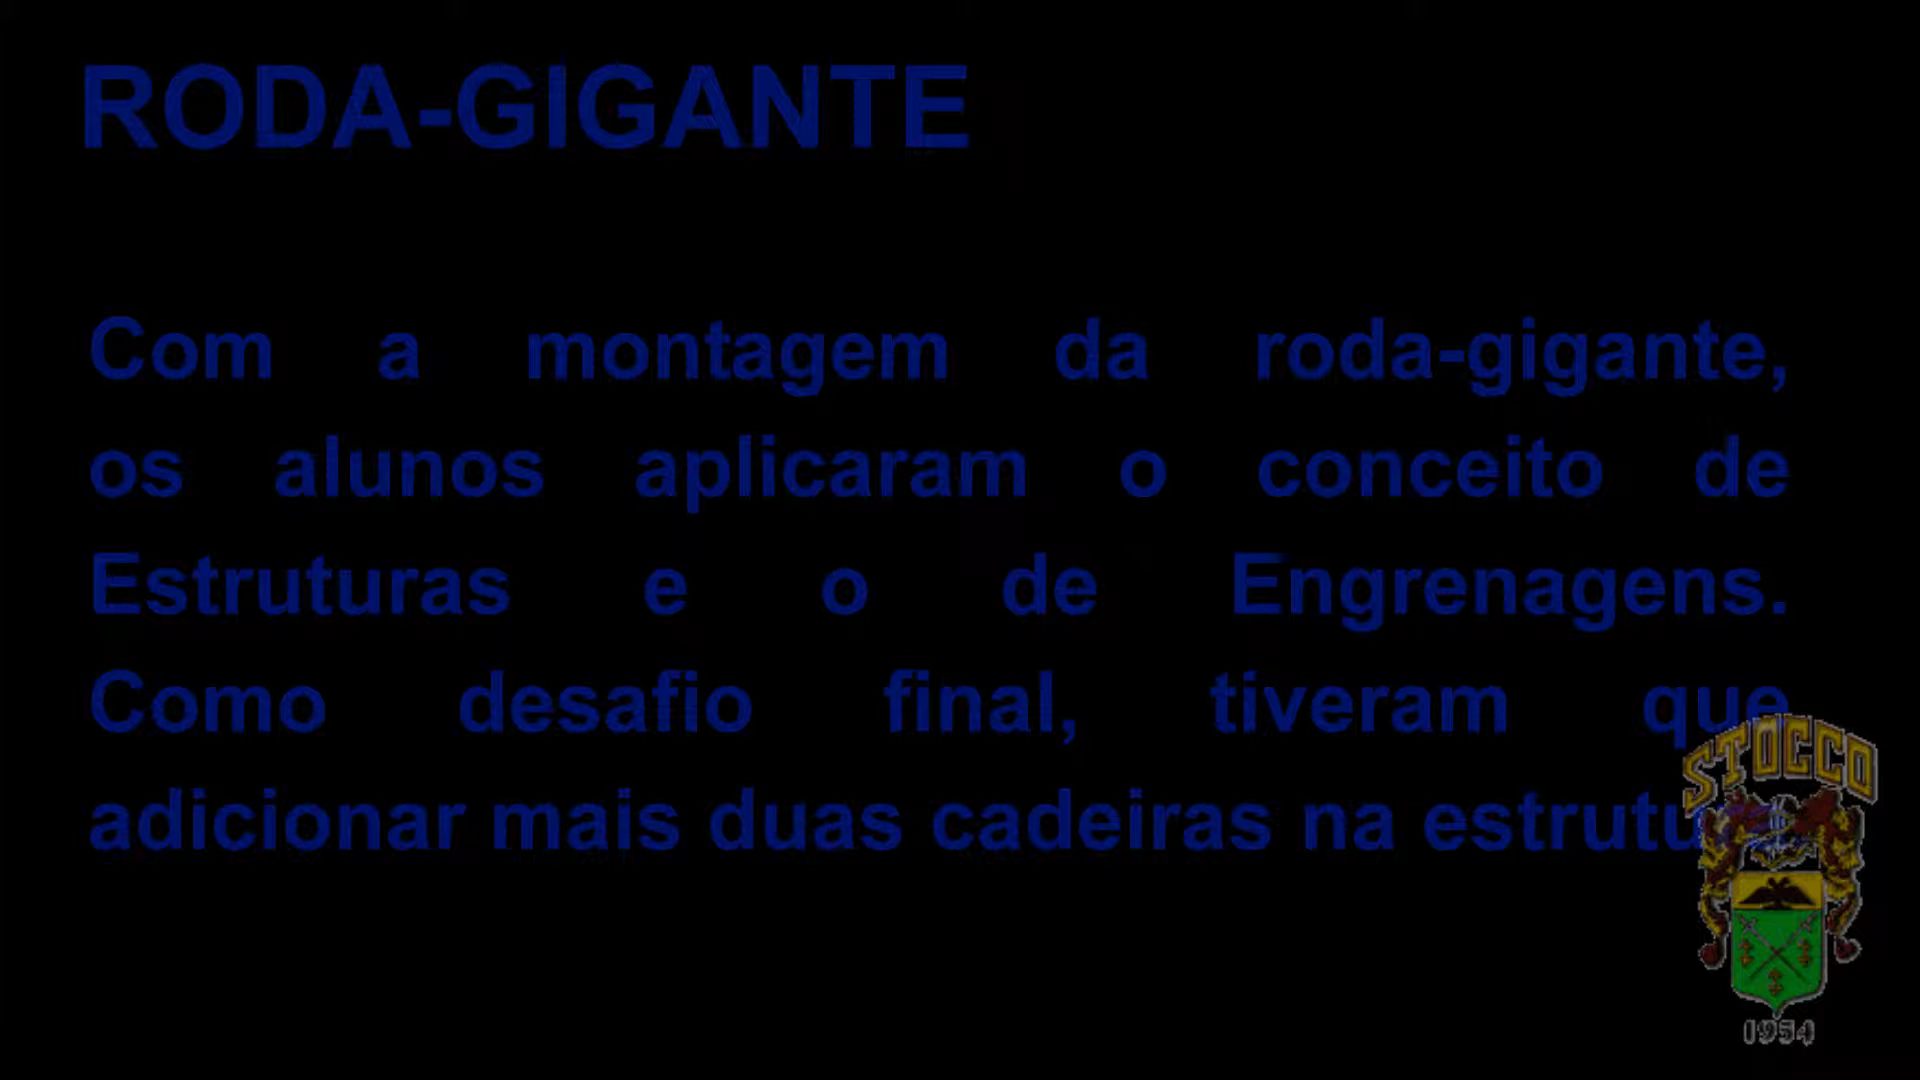 RODA-GIGANTE
Com a montagem da roda-gigante,
os alunos aplicaram o conceito de
Estruturas e o de Engrenagens.
Como desafio final, tiveram que
adicionar mais duas cadeiras na
STOCCO
1954